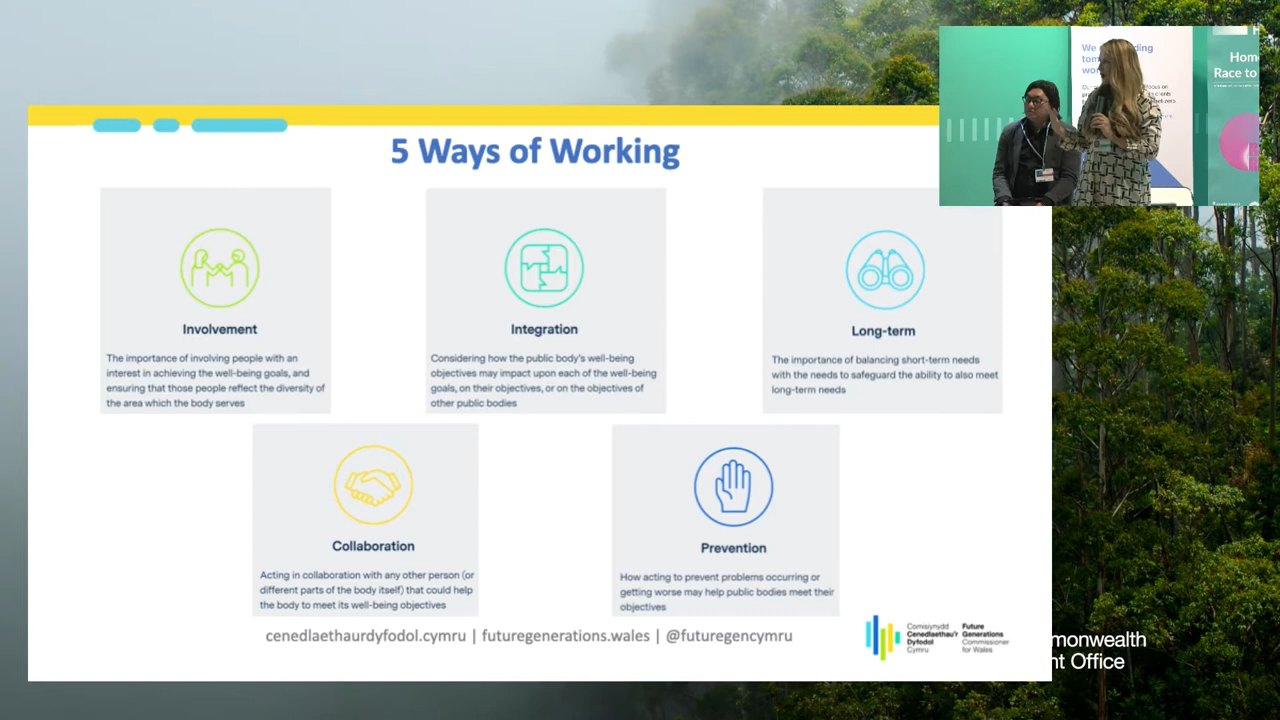 5 Ways of Working
Involvement
The importance of involving people with an
interest in achieving the well-being goals, and
ensuring that those people reflect the diversity of
the area which the body serves
Integration
Considering how the public body's well-being
objectives may impact upon each of the well-being
goals, on their objectives, or on the objectives of
other public bodies
Long-term
The importance of balancing short-term needs
with the needs to safeguard the ability to also meet
long-term needs
Collaboration
Acting in collaboration with any other person (or
different parts of the body itself) that could help
the body to meet its well-being objectives
Prevention
How acting to prevent problems occurring or
getting worse may help public bodies meet their
objectives
cenedlaethaurdyfodol.cymru | futuregenerations.wales | @futuregencymru
Comisiynydd
Cenedlaethau'r
Dyfodol
Cymru
Future
Generations
Commissioner
for Wales
monwealth
nt Office
We
Race to